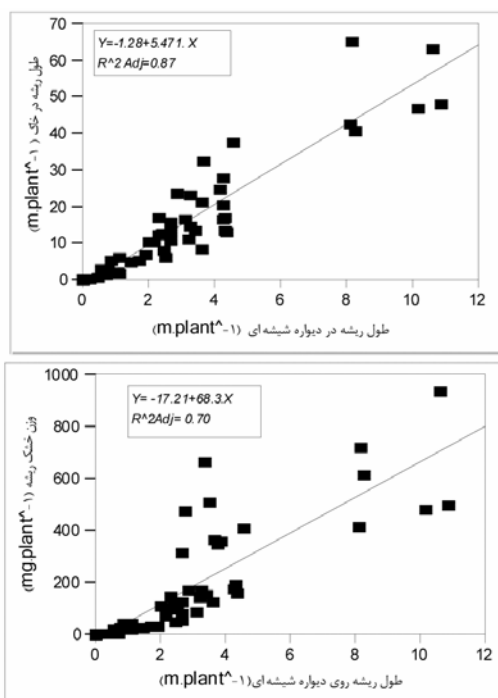 Y=-1.28+5.471. X
R^2 Adj=0.87
70
60
50
40
30
20
10
0
طول ریشه در خاک (m.plant^-1)
0 2 4 6 8 10 12
طول ریشه در دیواره شیشه ای (m.plant^-1)
Y= -17.21+68.3.X
R^2Adj= 0.70
1000
800
600
400
200
0
وزن خشک ریشه (mg.plant^-1)
0 2 4 6 8 10 12
طول ریشه روی دیواره شیشه ای(m.plant^-1)